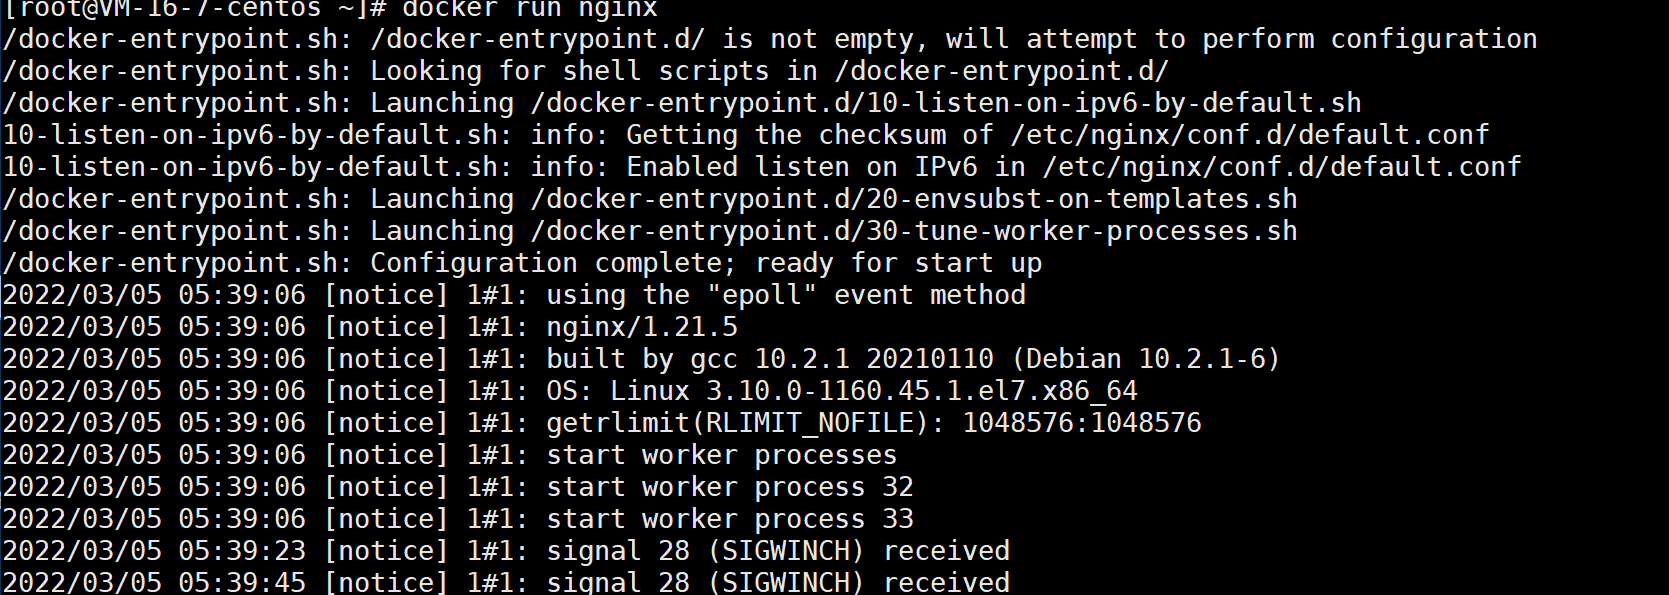 [root@VM-16-7-centos ~]# docker run nginx
/docker-entrypoint.sh: /docker-entrypoint.d/ is not empty, will attempt to perform configuration
/docker-entrypoint.sh: Looking for shell scripts in /docker-entrypoint.d/
/docker-entrypoint.sh: Launching /docker-entrypoint.d/10-listen-on-ipv6-by-default.sh
10-listen-on-ipv6-by-default.sh: info: Getting the checksum of /etc/nginx/conf.d/default.conf
10-listen-on-ipv6-by-default.sh: info: Enabled listen on IPv6 in /etc/nginx/conf.d/default.conf
/docker-entrypoint.sh: Launching /docker-entrypoint.d/20-envsubst-on-templates.sh
/docker-entrypoint.sh: Launching /docker-entrypoint.d/30-tune-worker-processes.sh
/docker-entrypoint.sh: Configuration complete; ready for start up
2022/03/05 05:39:06 [notice] 1#1: using the "epoll" event method
2022/03/05 05:39:06 [notice] 1#1: nginx/1.21.5
2022/03/05 05:39:06 [notice] 1#1: built by gcc 10.2.1 20210110 (Debian 10.2.1-6)
2022/03/05 05:39:06 [notice] 1#1: OS: Linux 3.10.0-1160.45.1.el7.x86_64
2022/03/05 05:39:06 [notice] 1#1: getrlimit(RLIMIT_NOFILE): 1048576:1048576
2022/03/05 05:39:06 [notice] 1#1: start worker processes
2022/03/05 05:39:06 [notice] 1#1: start worker process 32
2022/03/05 05:39:06 [notice] 1#1: start worker process 33
2022/03/05 05:39:23 [notice] 1#1: signal 28 (SIGWINCH) received
2022/03/05 05:39:45 [notice] 1#1: signal 28 (SIGWINCH) received